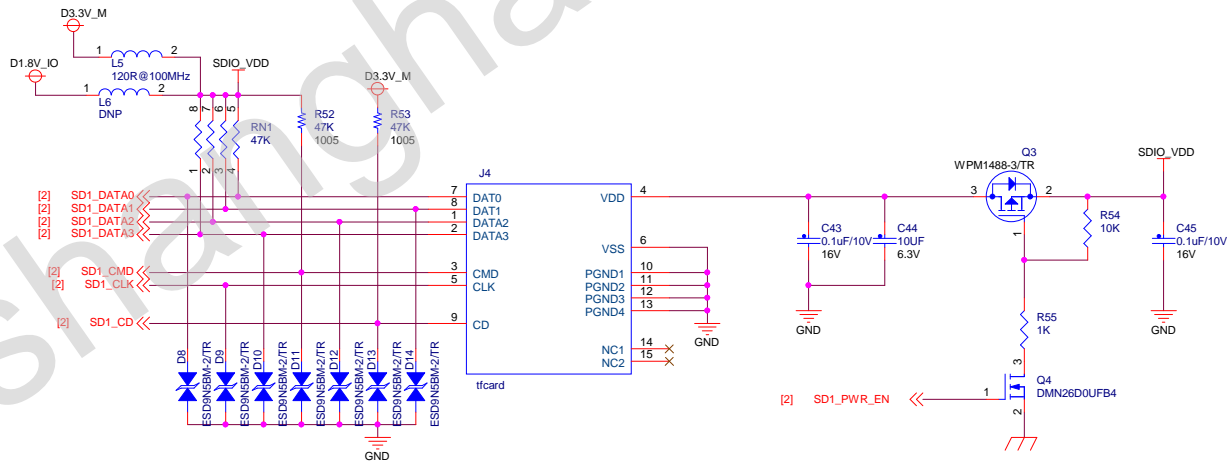 D3.3V_M
1 2
L5
120R@100MHz
D1.8V_IO
1 2
L6
DNP
SDIO_VDD
D3.3V_M
8 7 6 5
RN1
47K
1 2 3 4
R52
47K
1005
R53
47K
1005
[2] SD1_DATA0
[2] SD1_DATA1
[2] SD1_DATA2
[2] SD1_DATA3
[2] SD1_CMD
[2] SD1_CLK
[2] SD1_CD
J4
7 DAT0
8 DAT1
1 DATA2
2 DATA3
3 CMD
5 CLK
9 CD
VDD 4
VSS 6
PGND1 10
PGND2 11
PGND3 12
PGND4 13
NC1 14
NC2 15
tfcard
GND
D8
ESD9N5BM-2/TR
D9
ESD9N5BM-2/TR
D10
ESD9N5BM-2/TR
D11
ESD9N5BM-2/TR
D12
ESD9N5BM-2/TR
D13
ESD9N5BM-2/TR
D14
ESD9N5BM-2/TR
GND
C43
0.1uF/10V
16V
C44
10UF
6.3V
GND
Q3
WPM1488-3/TR
3 2
1
R54
10K
SDIO_VDD
C45
0.1uF/10V
16V
GND
R55
1K
3
Q4
DMN26D0UFB4
1
2
[2] SD1_PWR_EN
shangha